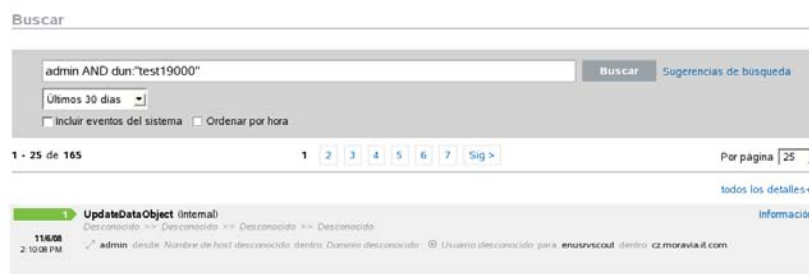 Buscar
admin AND dun:"test19000"
Buscar
Sugerencias de búsqueda
Últimos 30 dias
Incluir eventos del sistema
Ordenar por hora
1 - 25 de 165
1 2 3 4 5 6 7 Sig >
Por página 25
todos los detalles+
1 UpdateDataObject (Internal)
Informació
Desconocido >> Desconocido >> Desconocido >> Desconocido
11/6/08
2:10:08 PM
admin desde Nombre de host desconocido dentro Dominio desconocido Usuario desconocido para enusrvscout dentro cz.moravia-it.com